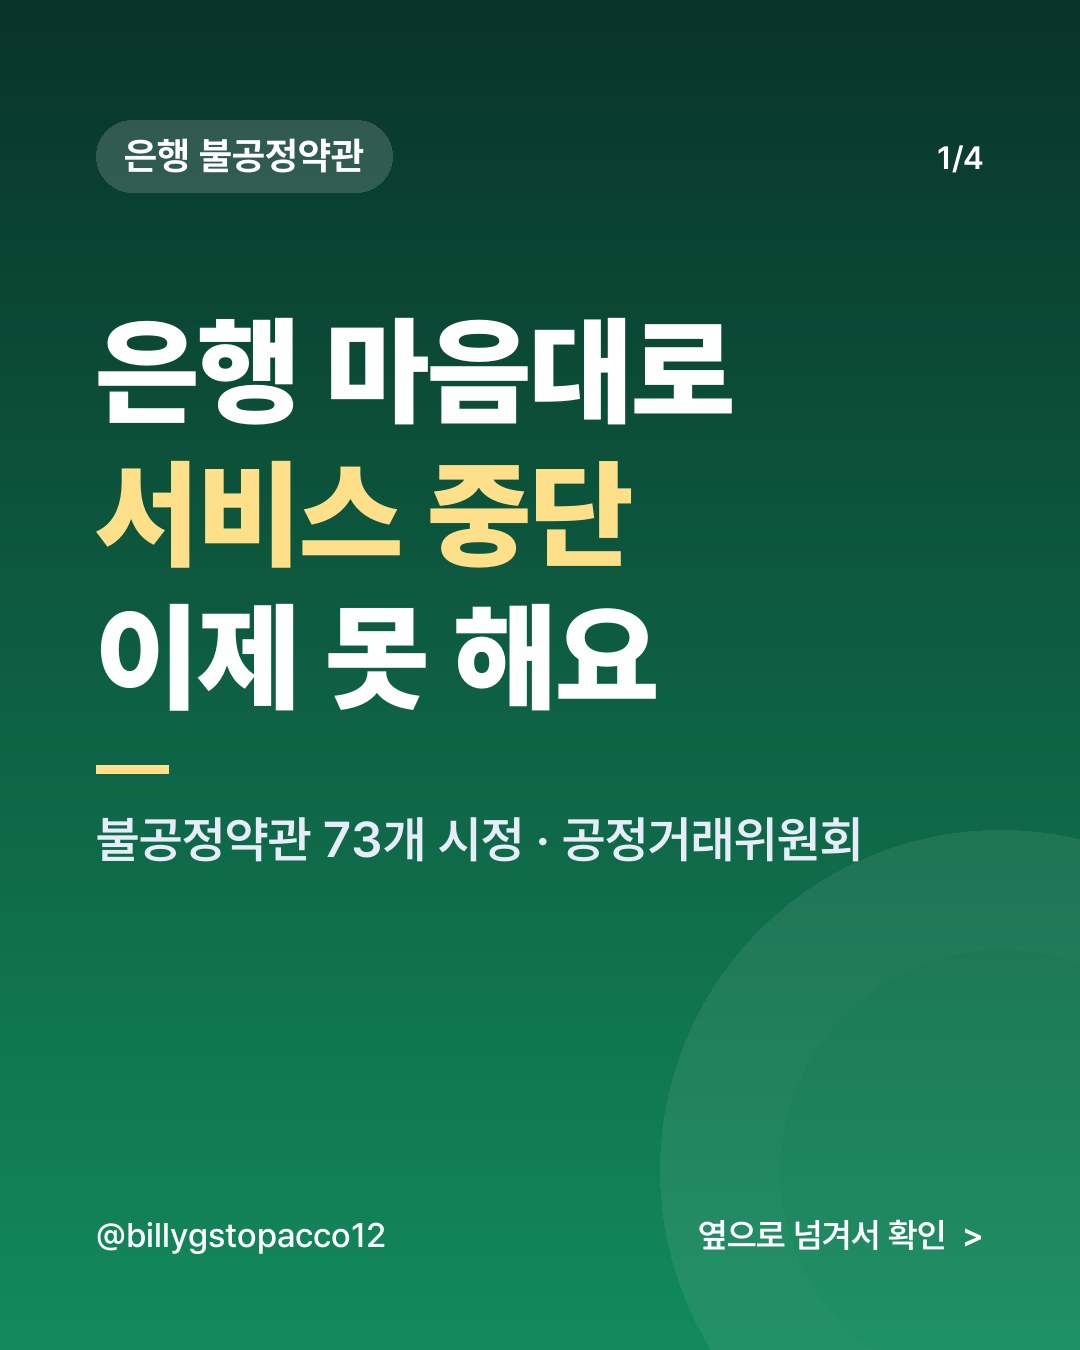 은행 불공정약관
1/4
은행 마음대로
서비스 중단
이제 못 해요
불공정약관 73개 시정 · 공정거래위원회
@billygstopacco12
옆으로 넘겨서 확인 >